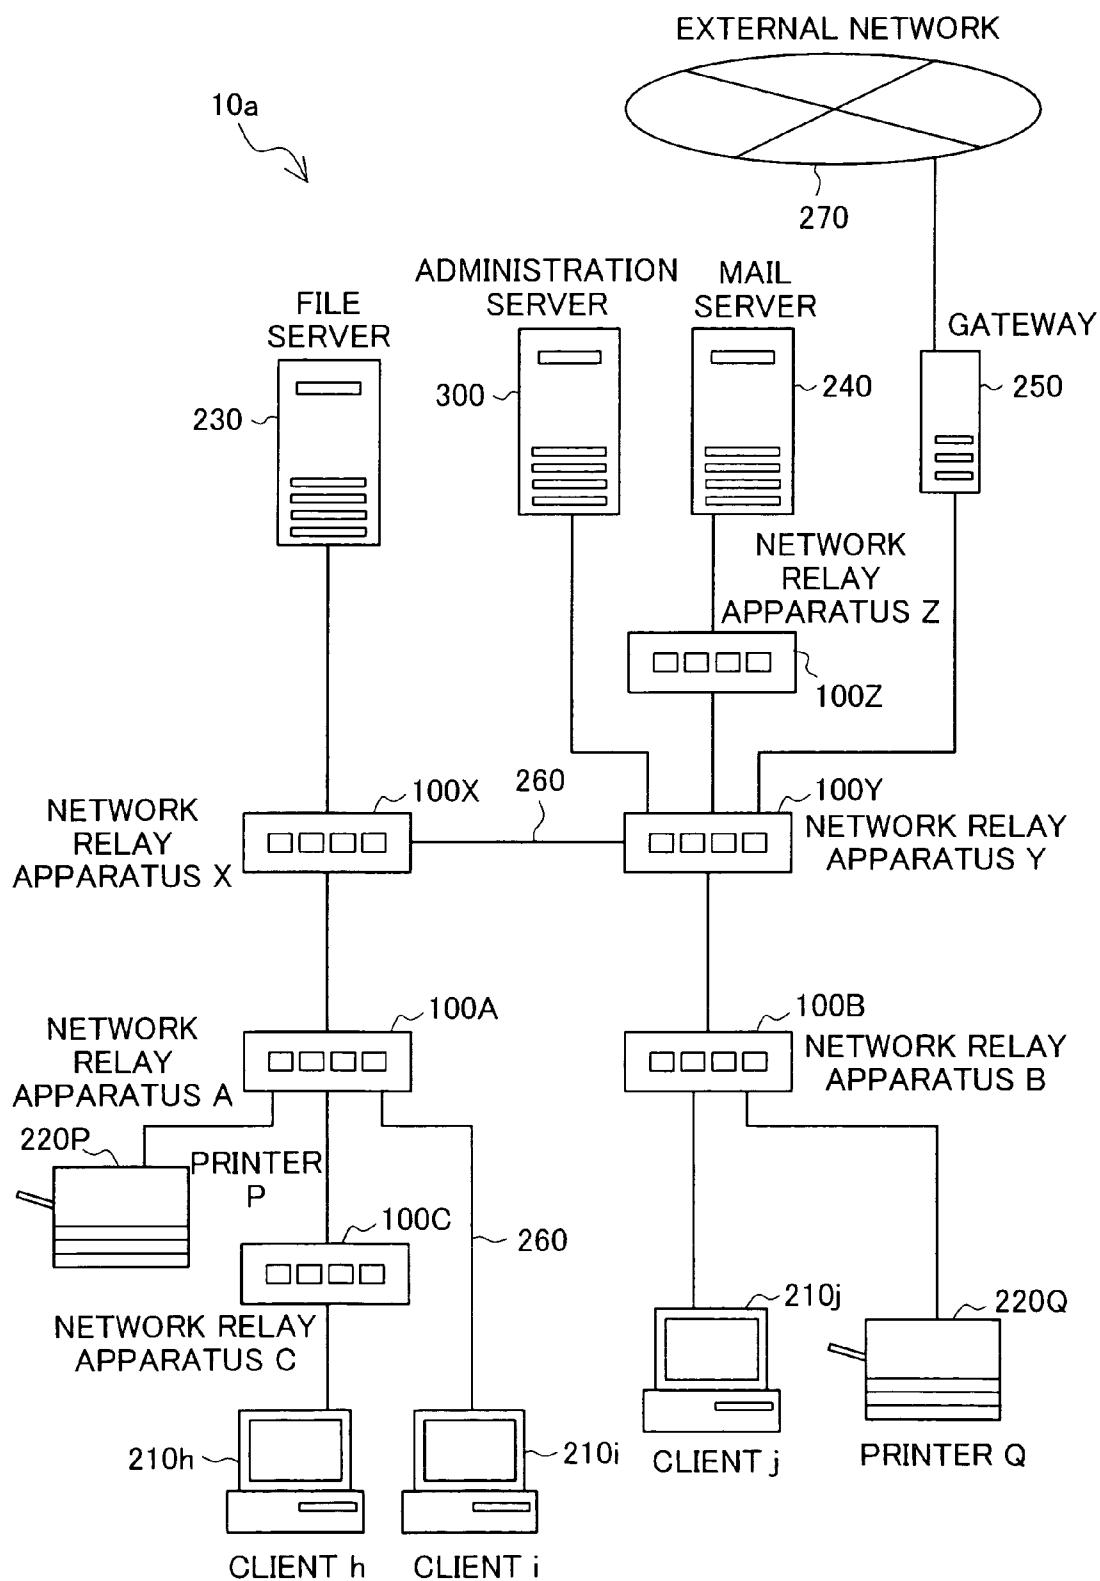 EXTERNAL NETWORK
10a
270
ADMINISTRATION
SERVER
MAIL
SERVER
FILE
SERVER
GATEWAY
230
300
240
250
NETWORK
RELAY
APPARATUS Z
100Z
100X
260
100Y
NETWORK
RELAY
APPARATUS X
NETWORK RELAY
APPARATUS Y
100A
100B
NETWORK
RELAY
APPARATUS A
NETWORK RELAY
APPARATUS B
220P
PRINTER
P
100C
260
NETWORK RELAY
APPARATUS C
210j
220Q
210h
210i
CLIENT j
PRINTER Q
CLIENT h
CLIENT i